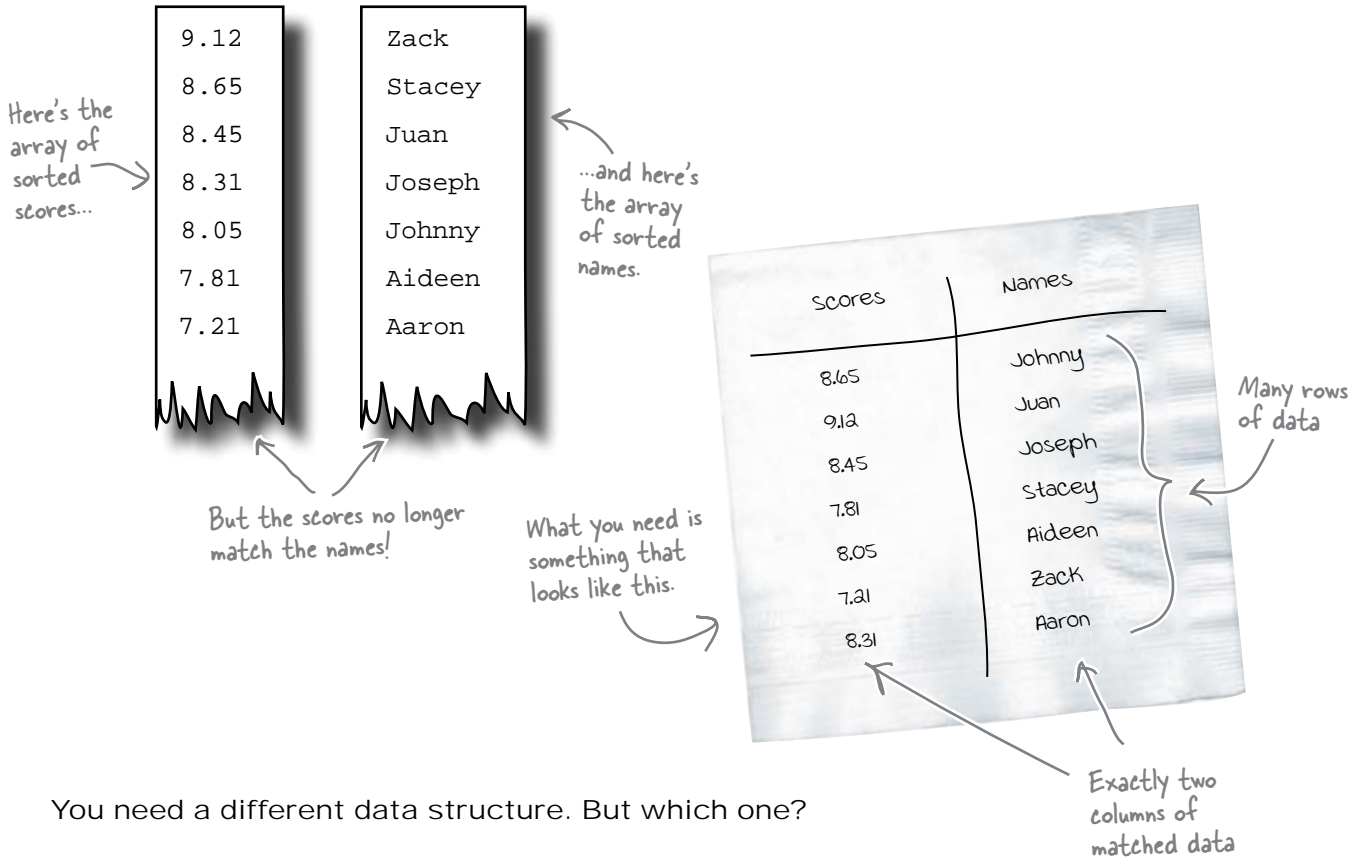 9.12
8.65
8.45
8.31
8.05
7.81
7.21
Zack
Stacey
Juan
Joseph
Johnny
Aideen
Aaron
Here's the
array of
sorted
scores...
...and here's
the array
of sorted
names.
But the scores no longer
match the names!
What you need is
something that
looks like this.
Scores Names
8.65 Johnny
9.12 Juan
8.45 Joseph
7.81 Stacey
8.05 Aideen
7.21 Zack
8.31 Aaron
Many rows
of data
Exactly two
columns of
matched data
You need a different data structure. But which one?